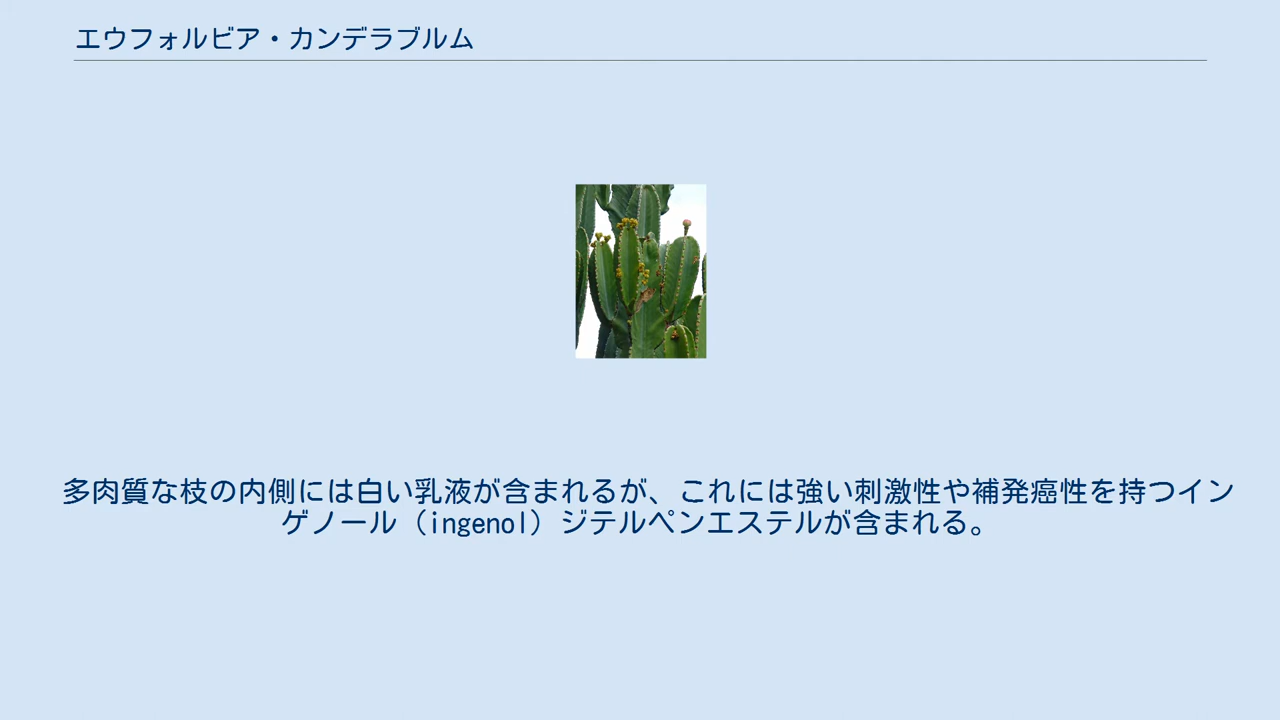 エウフォルビア・カンデラブルム
多肉質な枝の内側には白い乳液が含まれるが、これには強い刺激性や補発癌性を持つイン
ゲノール（ingenol）ジテルペンエステルが含まれる。